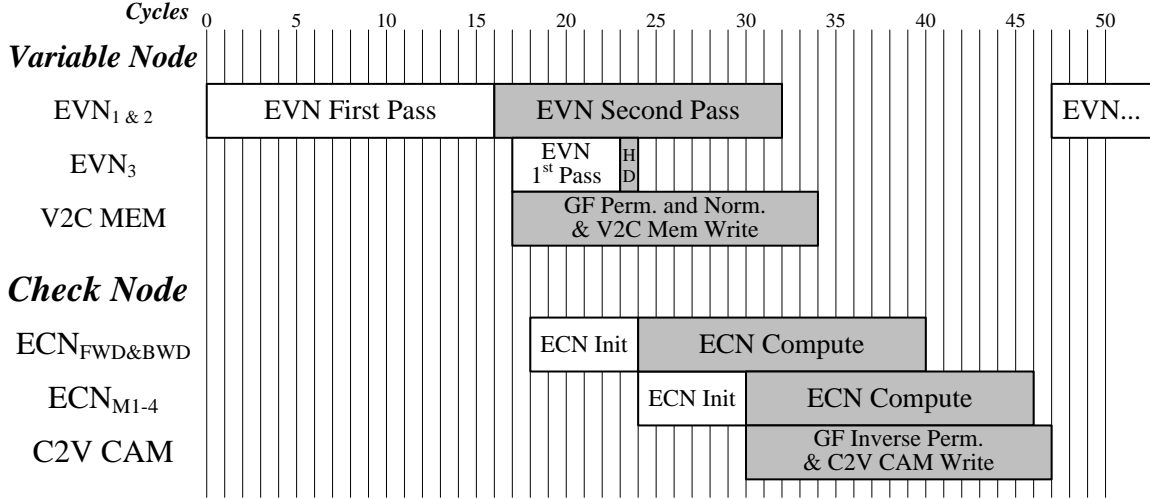 Cycles 0 5 10 15 20 25 30 35 40 45 50
Variable Node
EVN1 & 2 EVN First Pass EVN Second Pass EVN...
EVN3 EVN 1st Pass H D
V2C MEM GF Perm. and Norm. & V2C Mem Write
Check Node
ECNFWD&BWD ECN Init ECN Compute
ECNM1-4 ECN Init ECN Compute
C2V CAM GF Inverse Perm. & C2V CAM Write